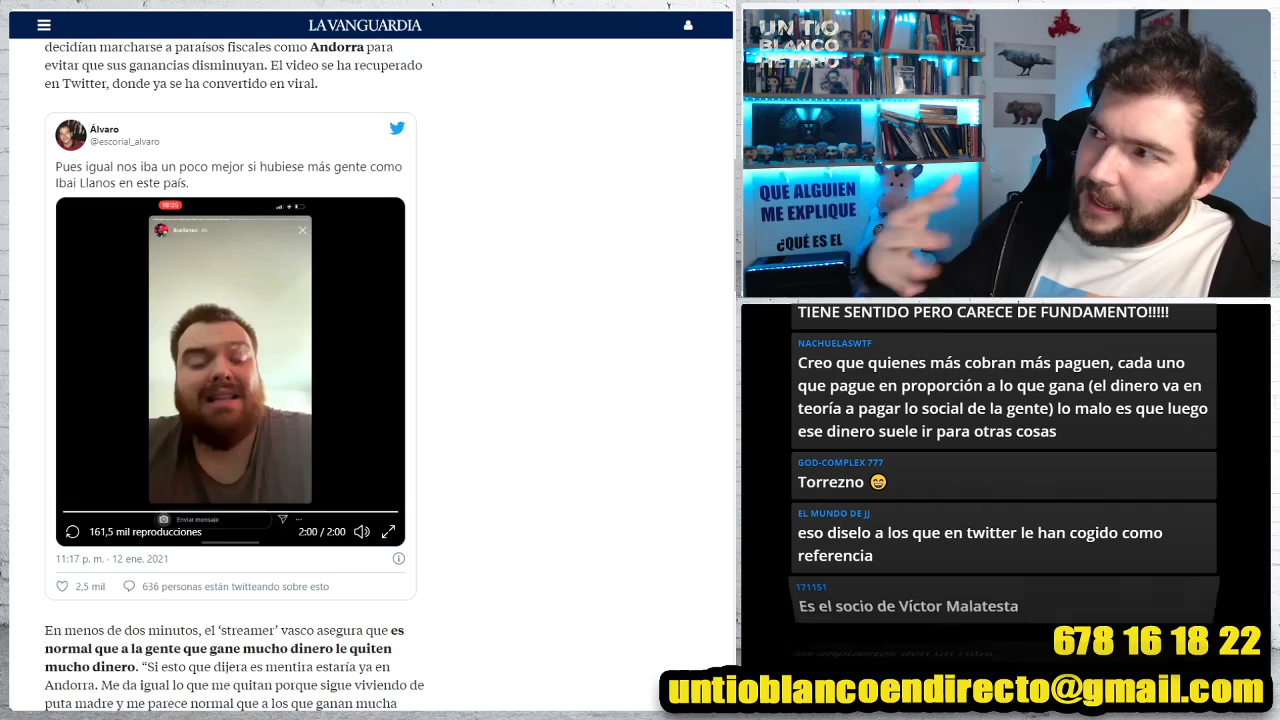 LA VANGUARDIA
decidían marcharse a paraísos fiscales como Andorra para
evitar que sus ganancias disminuyan. El video se ha recuperado
en Twitter, donde ya se ha convertido en viral.
Álvaro
@escorial_alvaro
Pues igual nos iba un poco mejor si hubiese más gente como
Ibai Llanos en este país.
Enviar mensaje
161,5 mil reproducciones
2:00 / 2:00
11:17 p. m. · 12 ene. 2021
2,5 mil
636 personas están twitteando sobre esto
En menos de dos minutos, el ‘streamer’ vasco asegura que es
normal que a la gente que gane mucho dinero le quiten
mucho dinero. “Si esto que dijera es mentira estaría ya en
Andorra. Me da igual lo que me quitan porque sigue viviendo de
puta madre y me parece normal que a los que ganan mucha
UN TIO
BLANCO
HETERO
QUE ALGUIEN
ME EXPLIQUE
¿QUÉ ES EL
TIENE SENTIDO PERO CARECE DE FUNDAMENTO!!!!!
NACHUELASWTF
Creo que quienes más cobran más paguen, cada uno
que pague en proporción a lo que gana (el dinero va en
teoría a pagar lo social de la gente) lo malo es que luego
ese dinero suele ir para otras cosas
GOD-COMPLEX 777
Torrezno 😄
EL MUNDO DE JJ
eso diselo a los que en twitter le han cogido como
referencia
171151
Es el socio de Víctor Malatesta
678 16 18 22
untioblancoendirecto@gmail.com